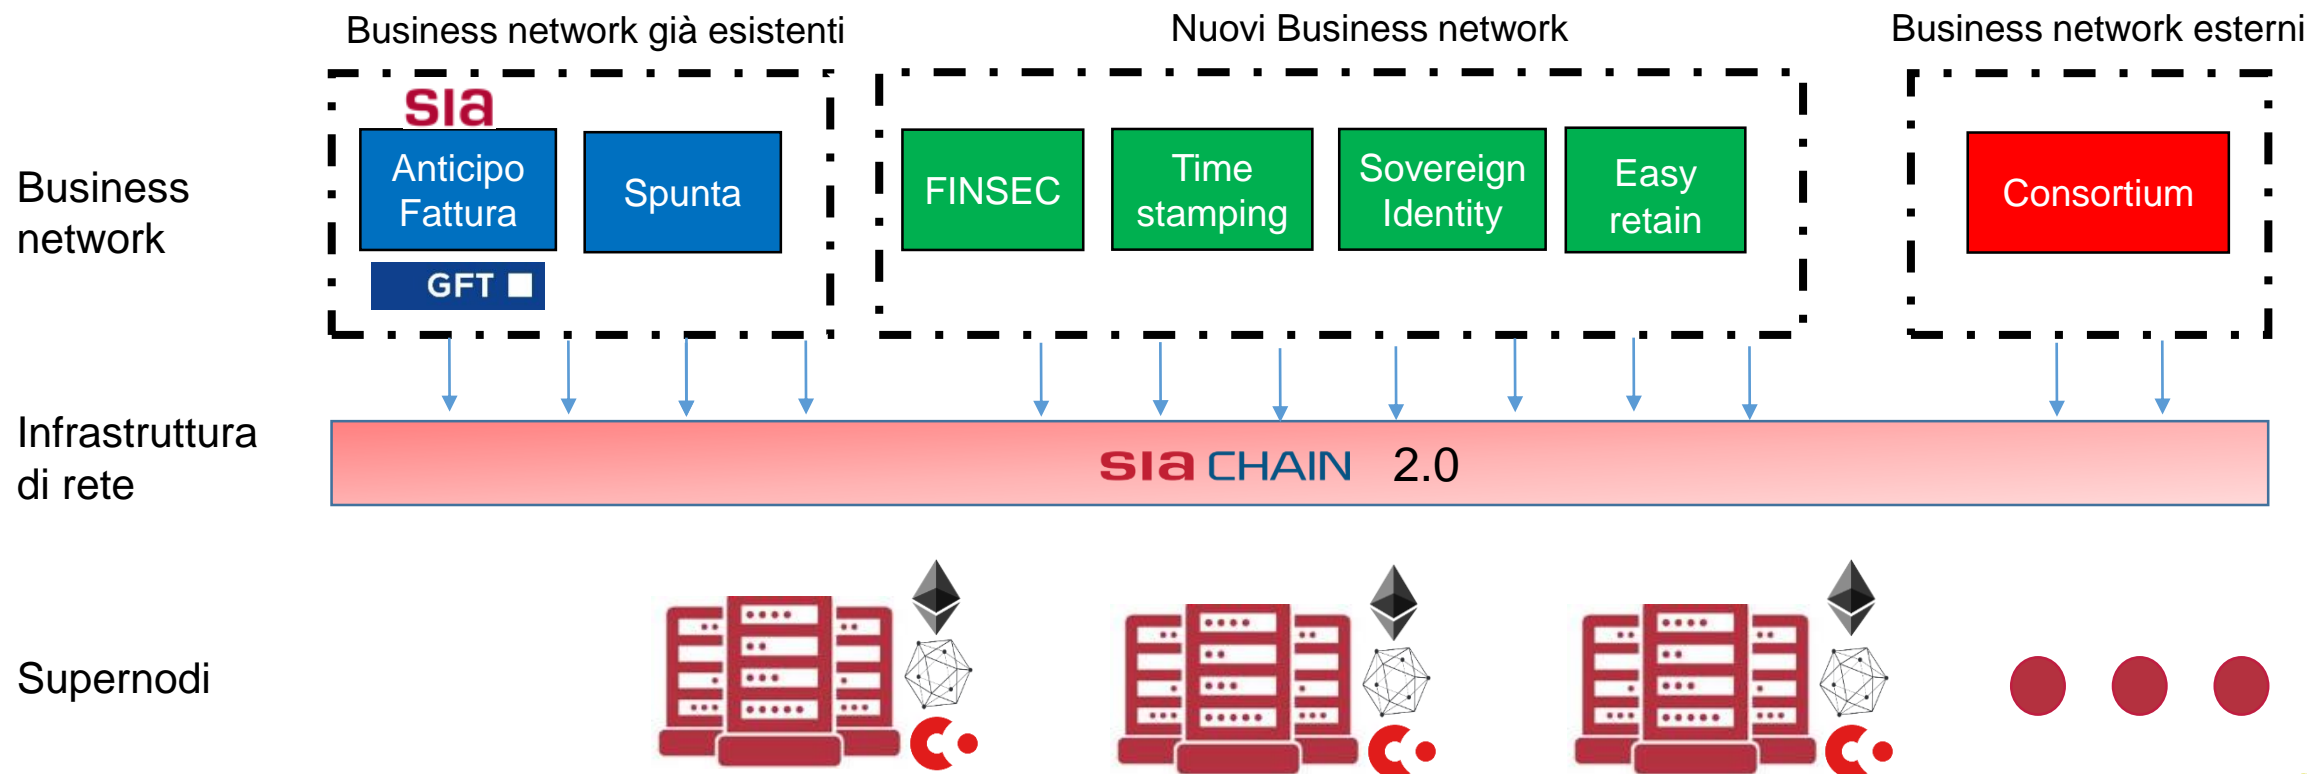 Business network già esistenti
Nuovi Business network
Business network esterni
Business
network
sia
Anticipo
Fattura
GFT
Spunta
FINSEC
Time
stamping
Sovereign
Identity
Easy
retain
Consortium
Infrastruttura
di rete
sia CHAIN 2.0
Supernodi